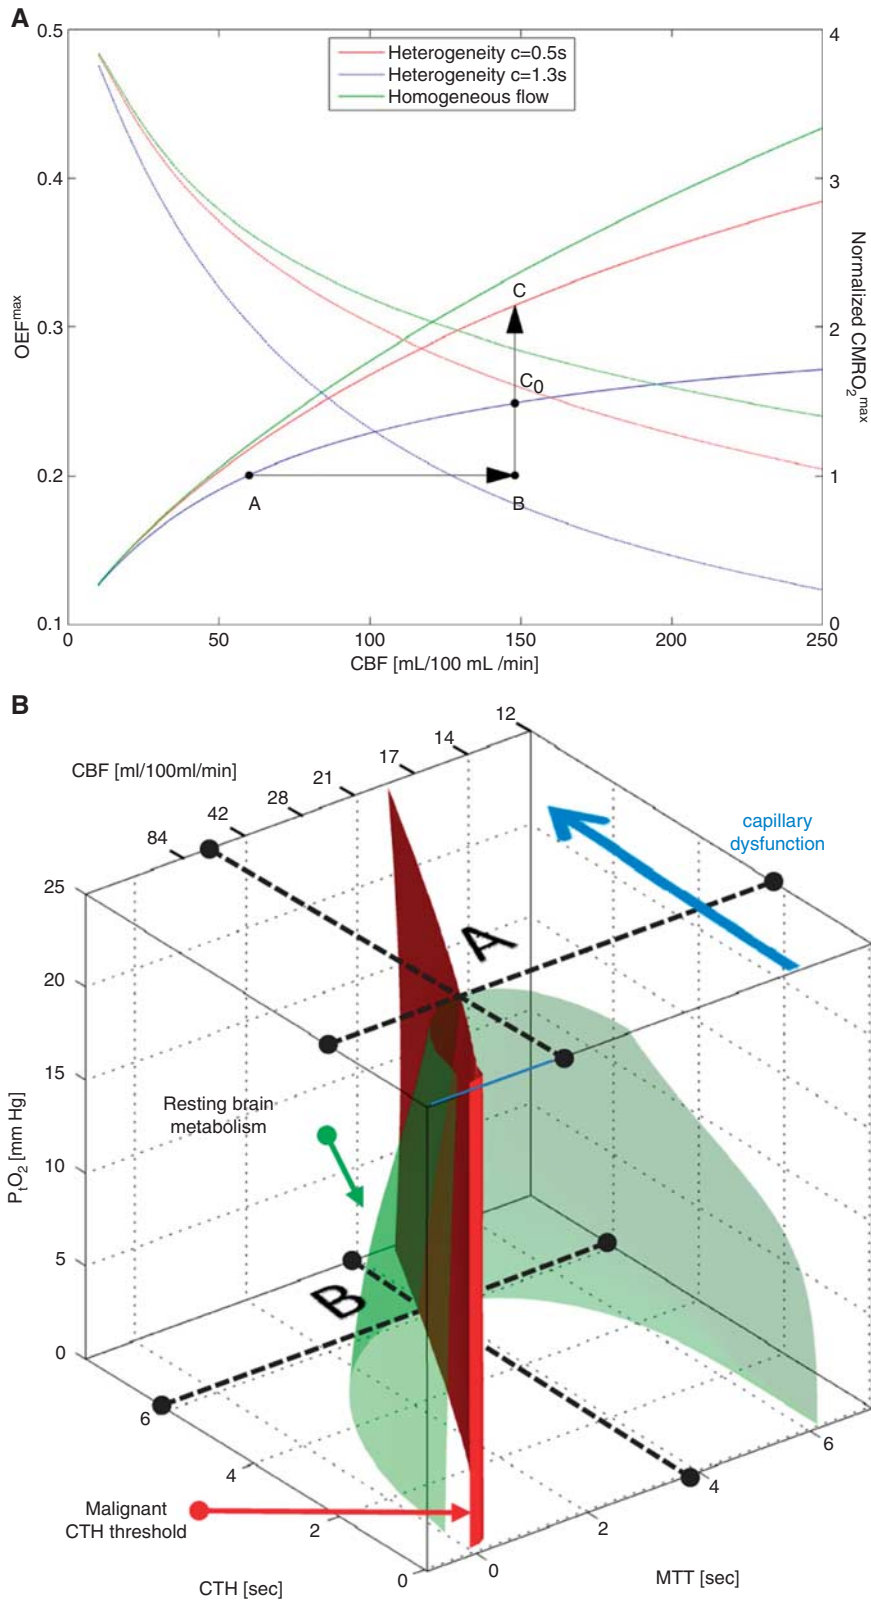 A
0.5
0.4
0.3
0.2
0.1
OEFmax
4
3
2
1
0
Normalized CMRO2max
Heterogeneity c=0.5s
Heterogeneity c=1.3s
Homogeneous flow
C
C0
A
B
0
50
100
150
200
250
CBF [mL/100 mL /min]
B
CBF [ml/100ml/min]
84
42
28
21
17
14
12
capillary
dysfunction
25
20
15
10
5
0
PtO2 [mm Hg]
A
Resting brain
metabolism
B
Malignant
CTH threshold
6
4
2
0
CTH [sec]
0
2
4
6
MTT [sec]